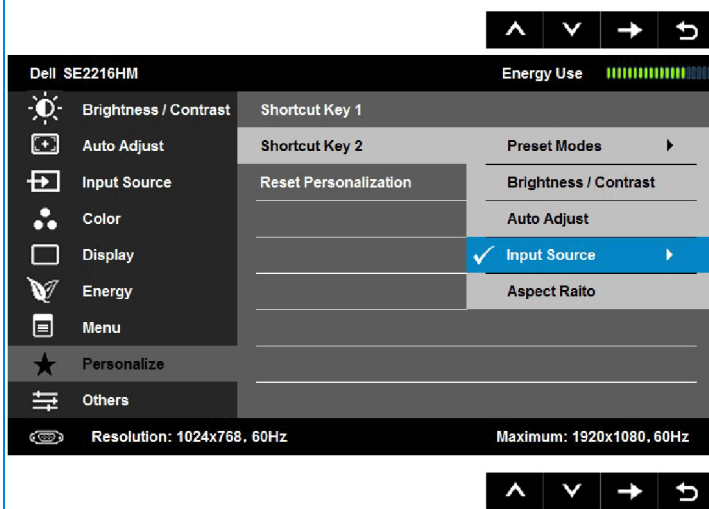 Dell SE2216HM Energy Use
Brightness / Contrast Shortcut Key 1
Auto Adjust Shortcut Key 2 Preset Modes
Input Source Reset Personalization Brightness / Contrast
Color Auto Adjust
Display Input Source
Energy Aspect Raito
Menu
Personalize
Others
Resolution: 1024x768, 60Hz Maximum: 1920x1080, 60Hz